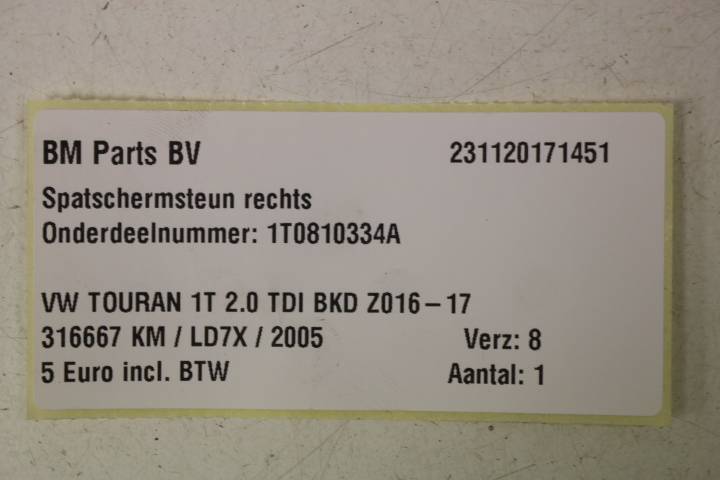 BM Parts BV 231120171451
Spatschermsteun rechts
Onderdeelnummer: 1T0810334A
VW TOURAN 1T 2.0 TDI BKD Z016-17
316667 KM / LD7X / 2005 Verz: 8
5 Euro incl. BTW Aantal: 1